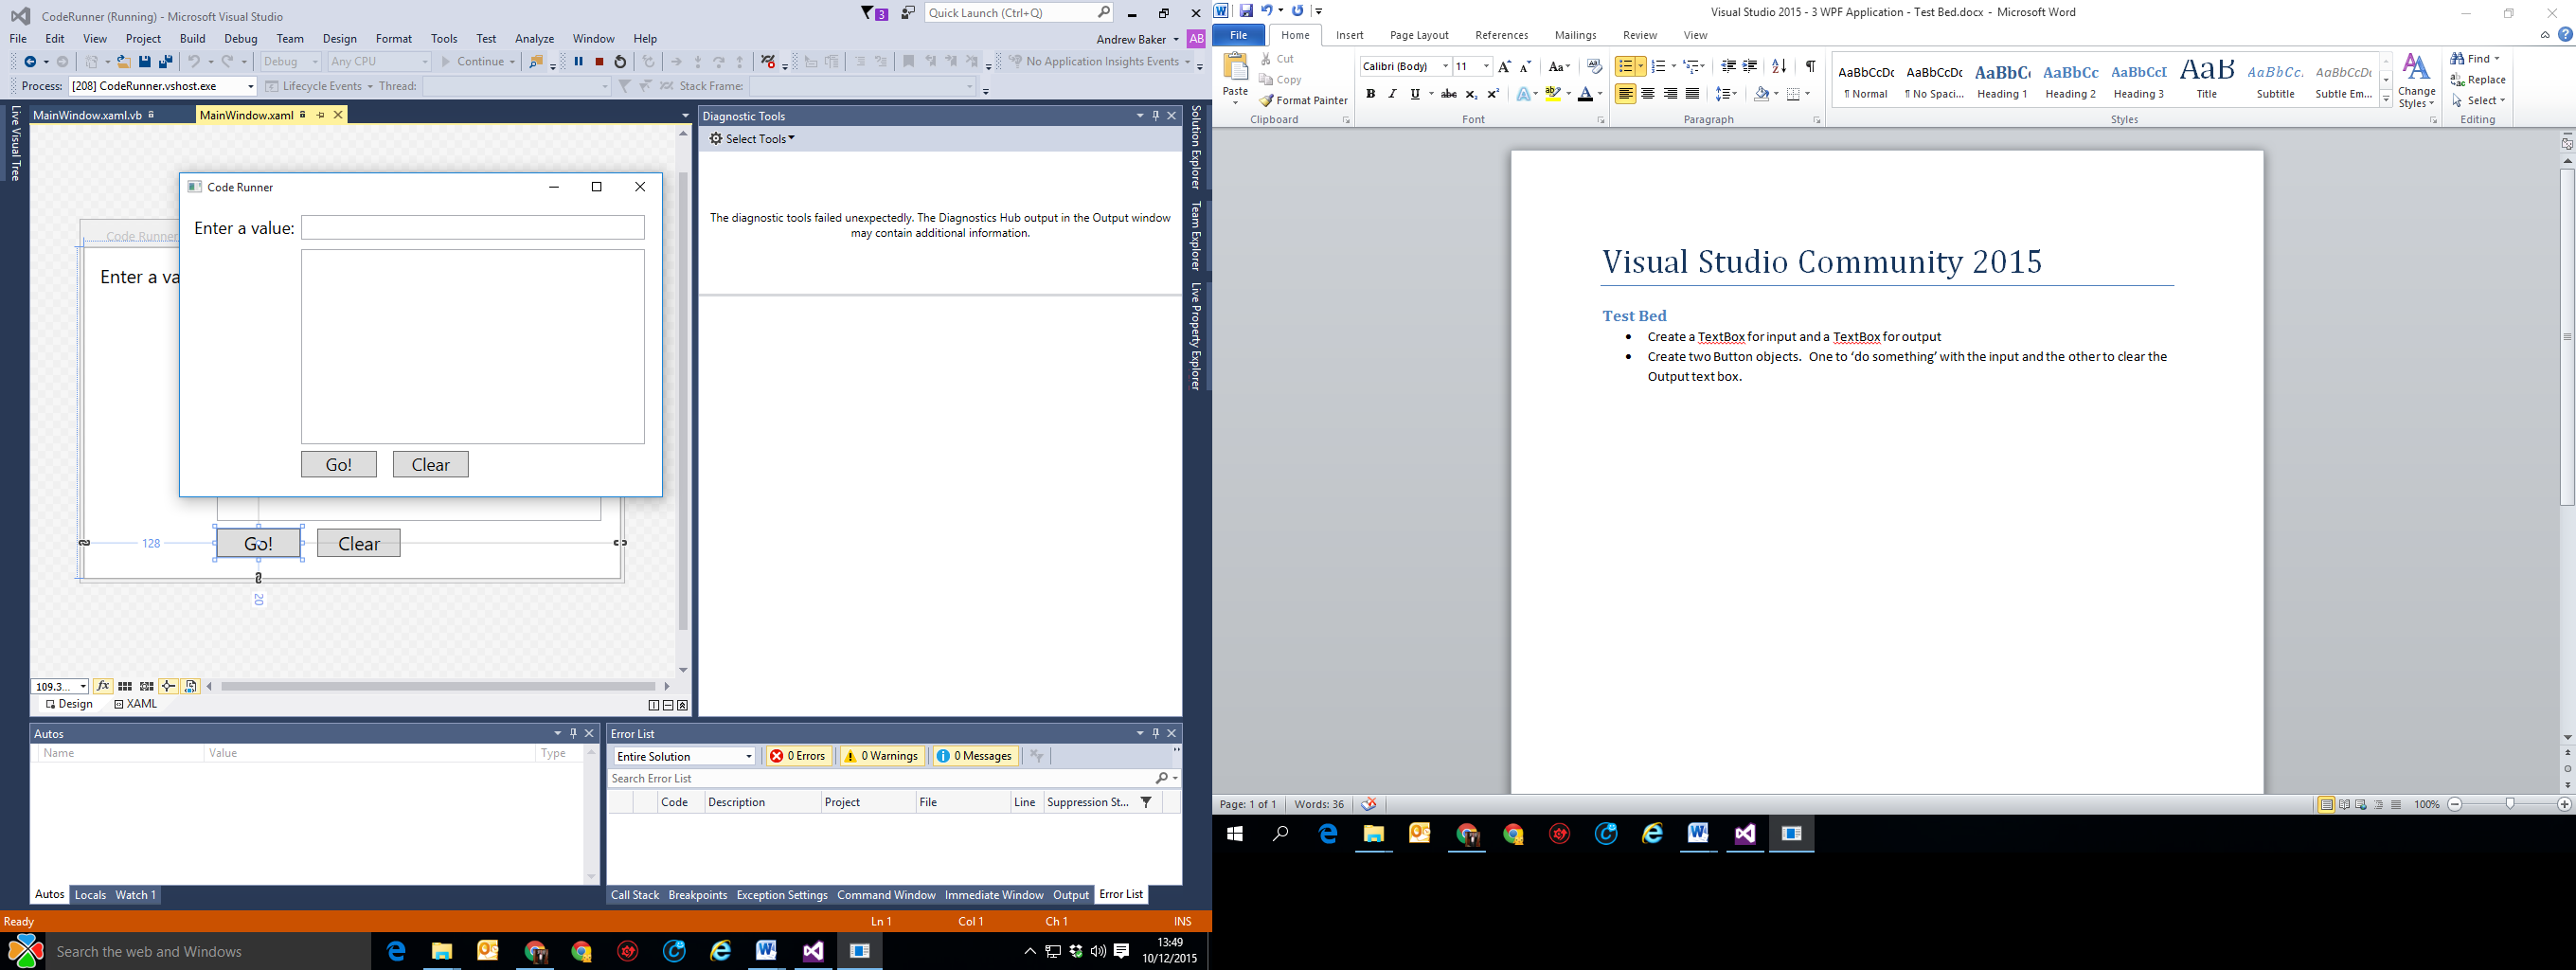 CodeRunner (Running) - Microsoft Visual Studio
3
Quick Launch (Ctrl+Q)
File Edit View Project Build Debug Team Design Format Tools Test Analyze Window Help
Andrew Baker AB
Debug Any CPU Continue No Application Insights Events
Process: [208] CodeRunner.vshost.exe Lifecycle Events Thread: Stack Frame:
Live Visual Tree
MainWindow.xaml.vb MainWindow.xaml
Code Runner
Enter a value:
Go! Clear
Code Runner
Enter a va
128
Go! Clear
20
109.3...
Design XAML
Diagnostic Tools
Select Tools
The diagnostic tools failed unexpectedly. The Diagnostics Hub output in the Output window
may contain additional information.
Solution Explorer
Team Explorer
Live Property Explorer
Autos
Name Value Type
Autos Locals Watch 1
Error List
Entire Solution 0 Errors 0 Warnings 0 Messages
Search Error List
Code Description Project File Line Suppression St...
Call Stack Breakpoints Exception Settings Command Window Immediate Window Output Error List
Ready Ln 1 Col 1 Ch 1 INS
Search the web and Windows
13:49
10/12/2015
Visual Studio 2015 - 3 WPF Application - Test Bed.docx - Microsoft Word
File Home Insert Page Layout References Mailings Review View
Paste
Cut
Copy
Format Painter
Clipboard
Calibri (Body) 11
Font
Paragraph
AaBbCcDc AaBbCcDc AaBbC AaBbCc AaBbCcI AaB AaBbCc. AaBbCcDc
¶ Normal ¶ No Spaci... Heading 1 Heading 2 Heading 3 Title Subtitle Subtle Em...
Styles
Change
Styles
Find
Replace
Select
Editing
Visual Studio Community 2015
Test Bed
• Create a TextBox for input and a TextBox for output
• Create two Button objects. One to ‘do something’ with the input and the other to clear the
Output text box.
Page: 1 of 1 Words: 36
100%